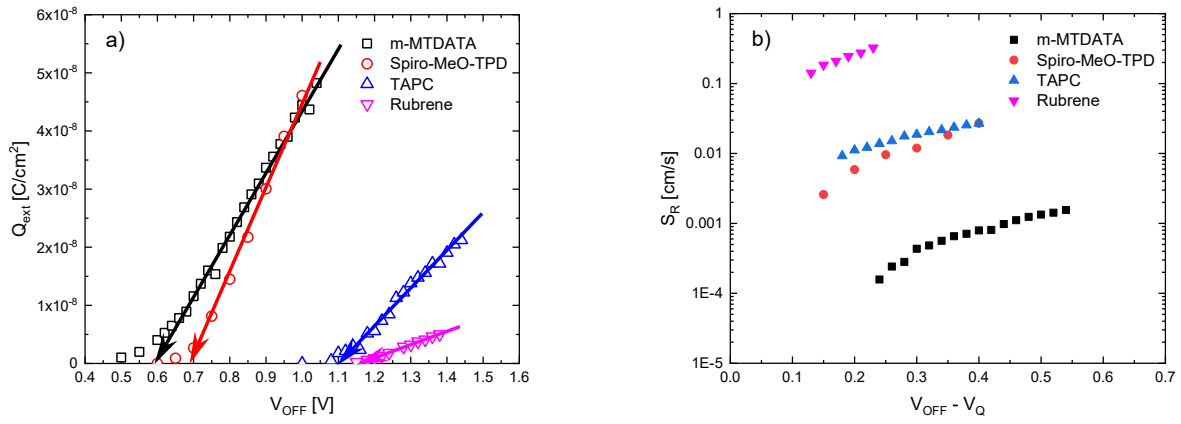 a)
m-MTDATA
Spiro-MeO-TPD
TAPC
Rubrene
6x10⁻⁸
5x10⁻⁸
4x10⁻⁸
3x10⁻⁸
2x10⁻⁸
1x10⁻⁸
0
Q_ext [C/cm²]
0.4 0.5 0.6 0.7 0.8 0.9 1.0 1.1 1.2 1.3 1.4 1.5 1.6
V_OFF [V]
b)
m-MTDATA
Spiro-MeO-TPD
TAPC
Rubrene
1
0.1
0.01
0.001
1E-4
1E-5
S_R [cm/s]
0.0 0.1 0.2 0.3 0.4 0.5 0.6 0.7
V_OFF - V_Q